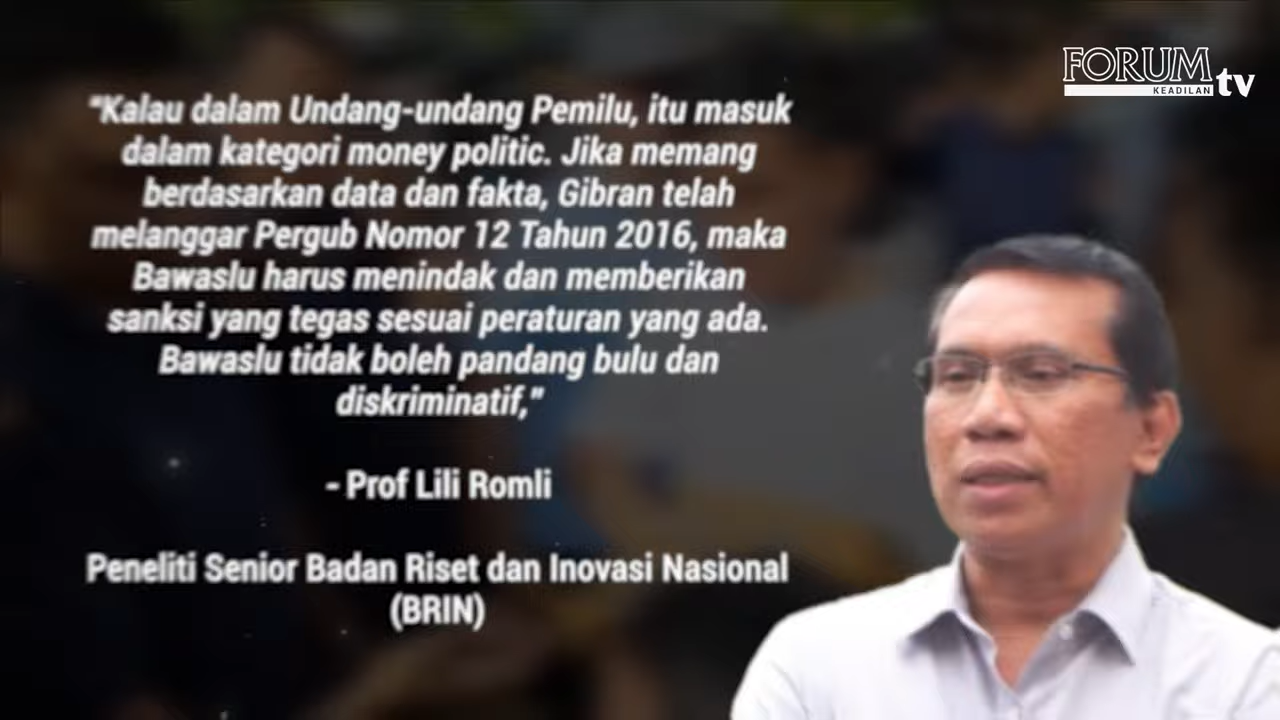 FORUM
KEADILAN
tv
"Kalau dalam Undang-undang Pemilu, itu masuk
dalam kategori money politic. Jika memang
berdasarkan data dan fakta, Gibran telah
melanggar Pergub Nomor 12 Tahun 2016, maka
Bawaslu harus menindak dan memberikan
sanksi yang tegas sesuai peraturan yang ada.
Bawaslu tidak boleh pandang bulu dan
diskriminatif,"
- Prof Lili Romli
Peneliti Senior Badan Riset dan Inovasi Nasional
(BRIN)